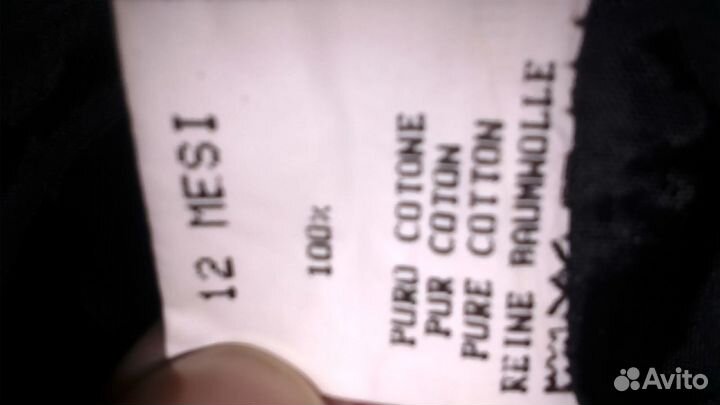 12 MESI
100%
PURO COTONE
PUR COTON
PURE COTTON
REINE BAUMWOLLE
Avito